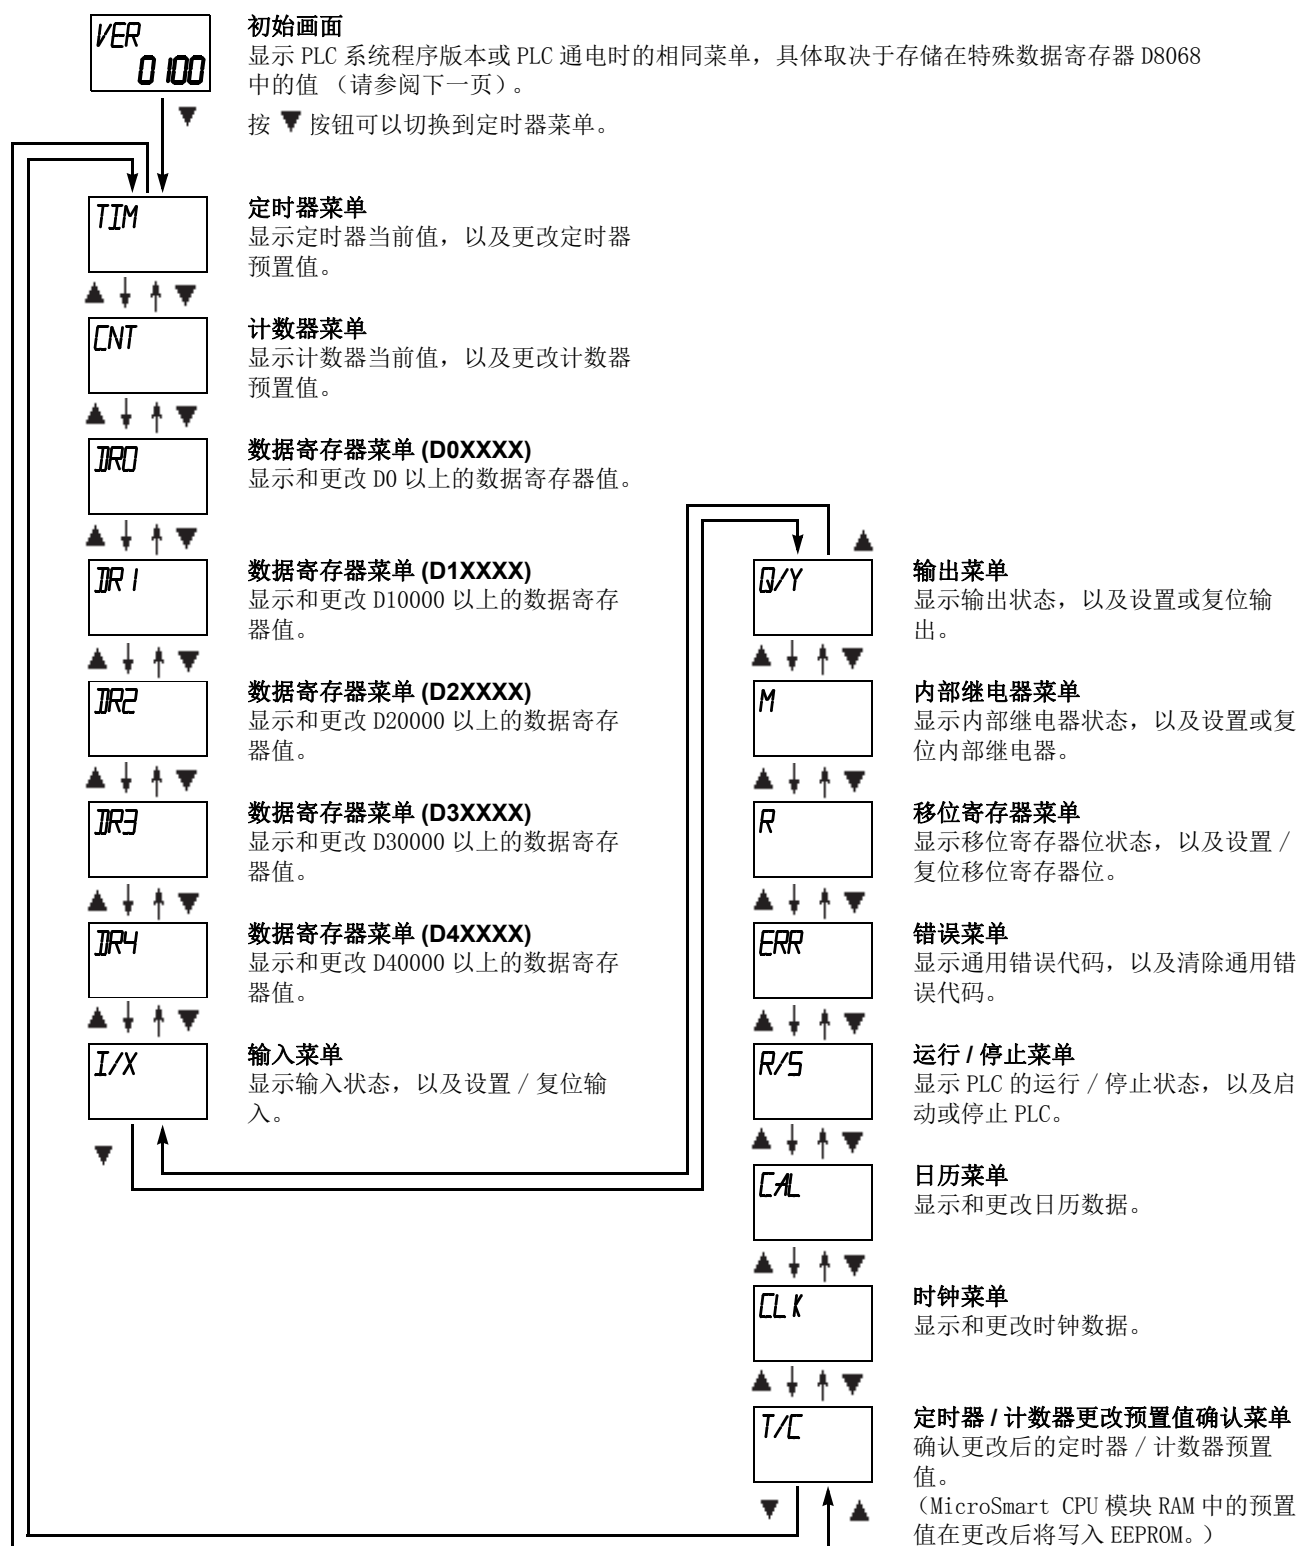 VER
0100
初始画面
显示 PLC 系统程序版本或 PLC 通电时的相同菜单，具体取决于存储在特殊数据寄存器 D8068
中的值 （请参阅下一页）。
按 ▼ 按钮可以切换到定时器菜单。
TIM
定时器菜单
显示定时器当前值，以及更改定时器
预置值。
CNT
计数器菜单
显示计数器当前值，以及更改计数器
预置值。
DR0
数据寄存器菜单 (D0XXXX)
显示和更改 D0 以上的数据寄存器值。
DR1
数据寄存器菜单 (D1XXXX)
显示和更改 D10000 以上的数据寄存
器值。
DR2
数据寄存器菜单 (D2XXXX)
显示和更改 D20000 以上的数据寄存
器值。
DR3
数据寄存器菜单 (D3XXXX)
显示和更改 D30000 以上的数据寄存
器值。
DR4
数据寄存器菜单 (D4XXXX)
显示和更改 D40000 以上的数据寄存
器值。
I/X
输入菜单
显示输入状态，以及设置 / 复位输
入。
Q/Y
输出菜单
显示输出状态，以及设置或复位输
出。
M
内部继电器菜单
显示内部继电器状态，以及设置或复
位内部继电器。
R
移位寄存器菜单
显示移位寄存器位状态，以及设置 /
复位移位寄存器位。
ERR
错误菜单
显示通用错误代码，以及清除通用错
误代码。
R/S
运行 / 停止菜单
显示 PLC 的运行 / 停止状态，以及启
动或停止 PLC。
CAL
日历菜单
显示和更改日历数据。
CLK
时钟菜单
显示和更改时钟数据。
T/C
定时器 / 计数器更改预置值确认菜单
确认更改后的定时器 / 计数器预置
值。
（MicroSmart CPU 模块 RAM 中的预置
值在更改后将写入 EEPROM。）